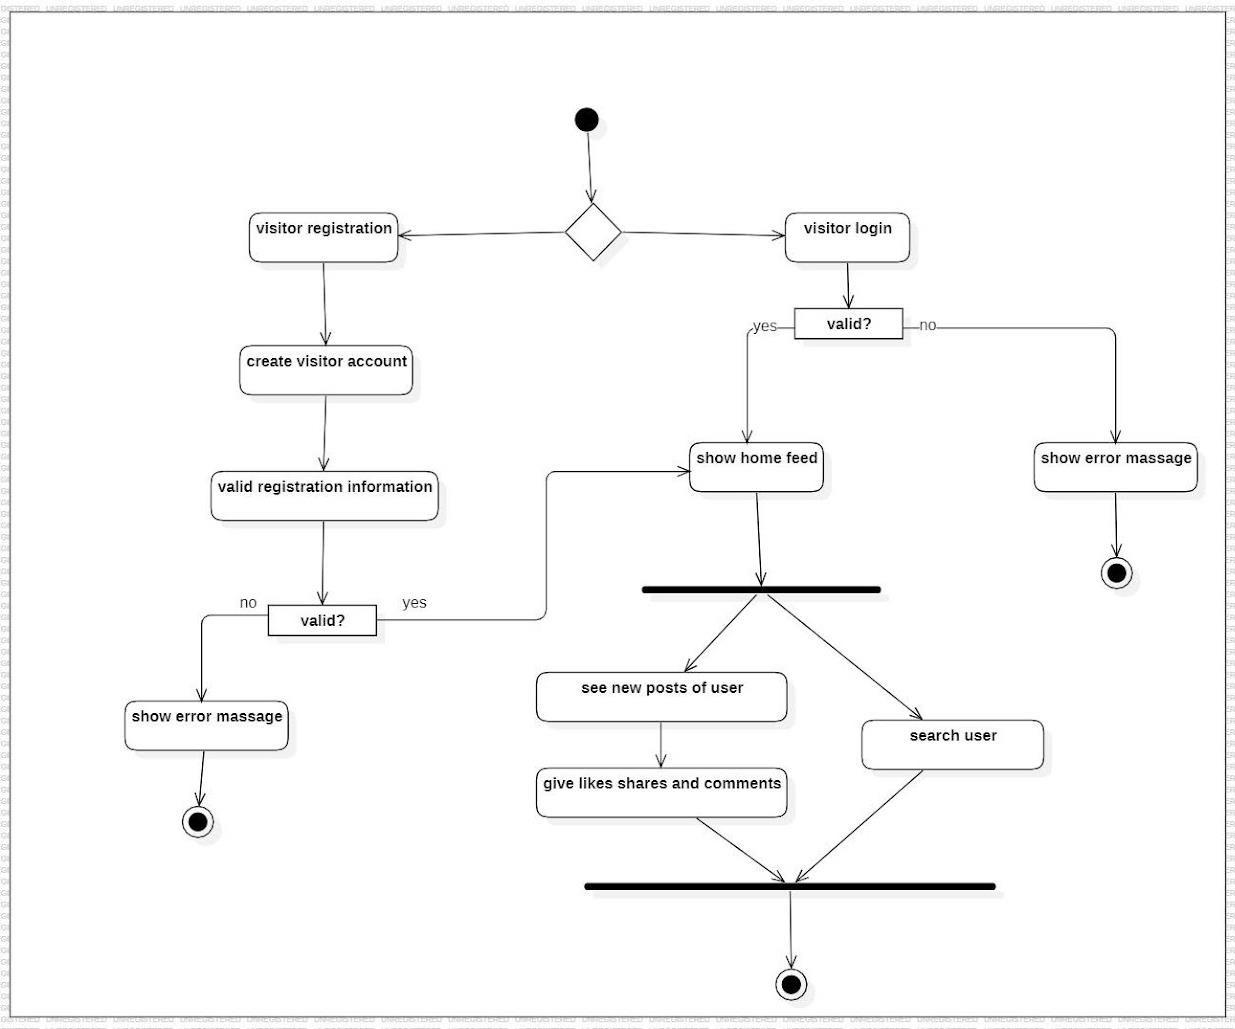 visitor registration
visitor login
valid?
yes
no
create visitor account
show home feed
show error massage
valid registration information
no
yes
valid?
see new posts of user
show error massage
search user
give likes shares and comments
UNREGISTERED